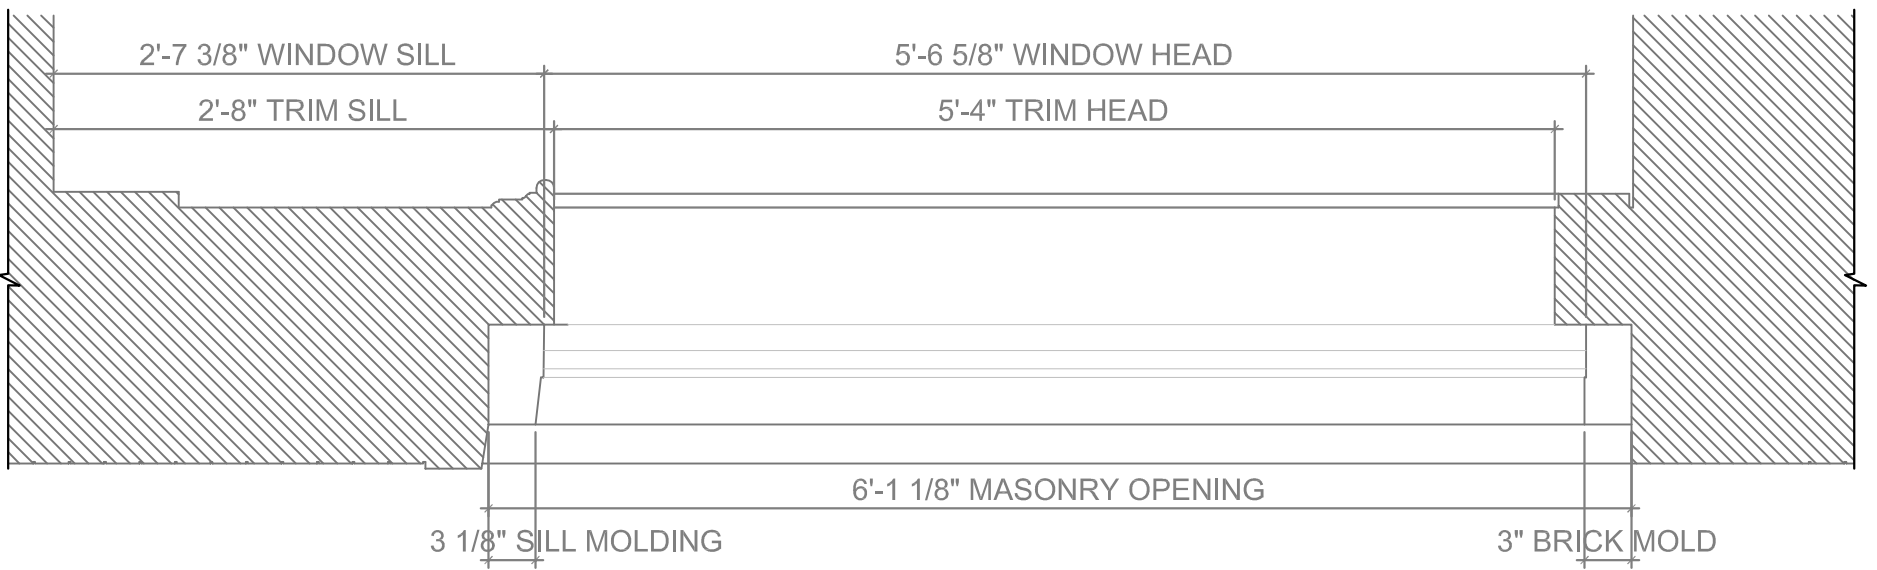 2'-7 3/8" WINDOW SILL
5'-6 5/8" WINDOW HEAD
2'-8" TRIM SILL
5'-4" TRIM HEAD
6'-1 1/8" MASONRY OPENING
3 1/8" SILL MOLDING
3" BRICK MOLD